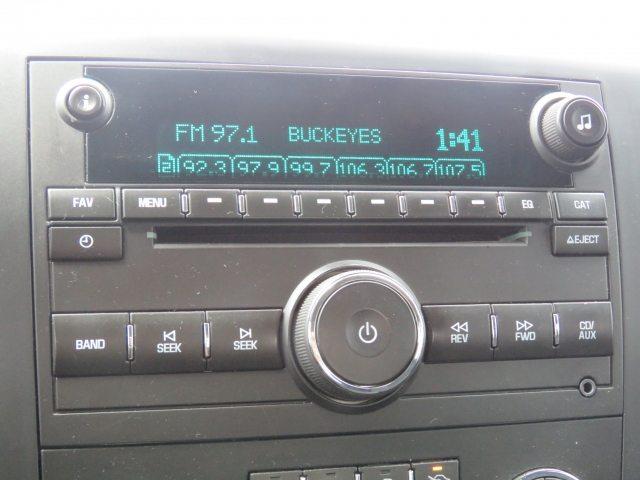 FM 97.1 BUCKEYES 1:41
2 92.3 97.9 99.7 106.3 106.7 107.5
FAV MENU EQ CAT
EJECT
BAND SEEK SEEK REV FWD CD/AUX